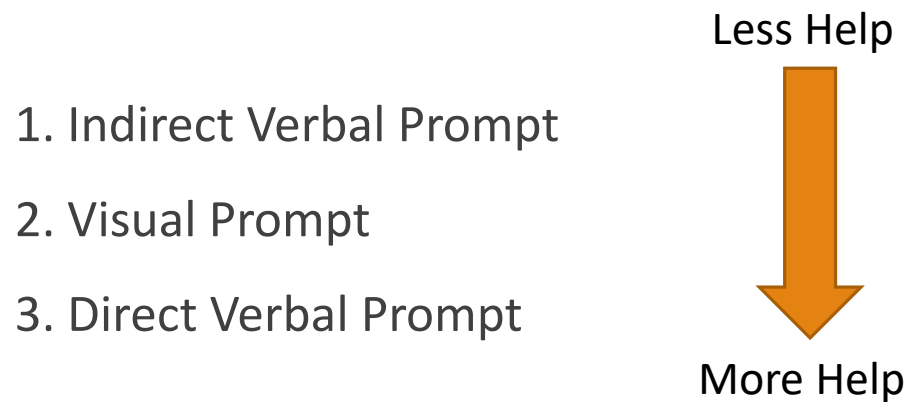 Less Help
1. Indirect Verbal Prompt
2. Visual Prompt
3. Direct Verbal Prompt
More Help